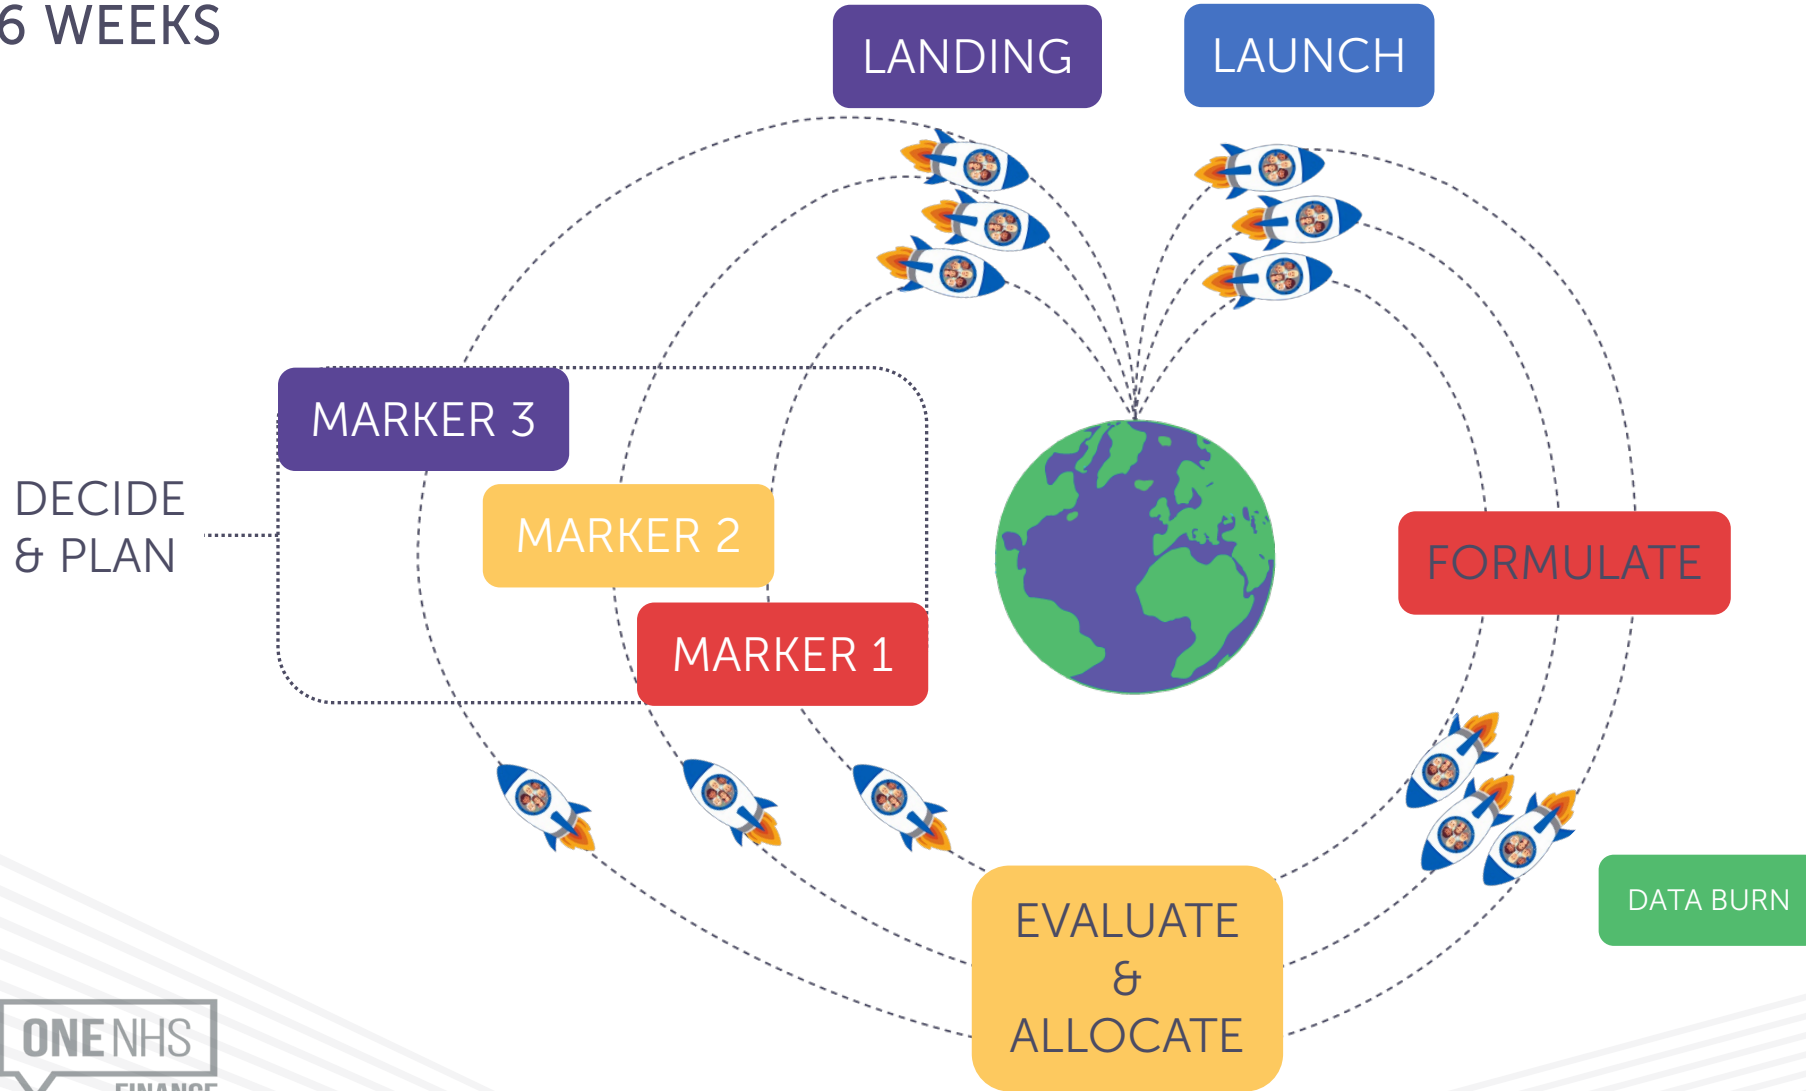 6 WEEKS
LANDING
LAUNCH
MARKER 3
DECIDE
& PLAN
MARKER 2
FORMULATE
MARKER 1
DATA BURN
EVALUATE
&
ALLOCATE
ONE NHS
FINANCE